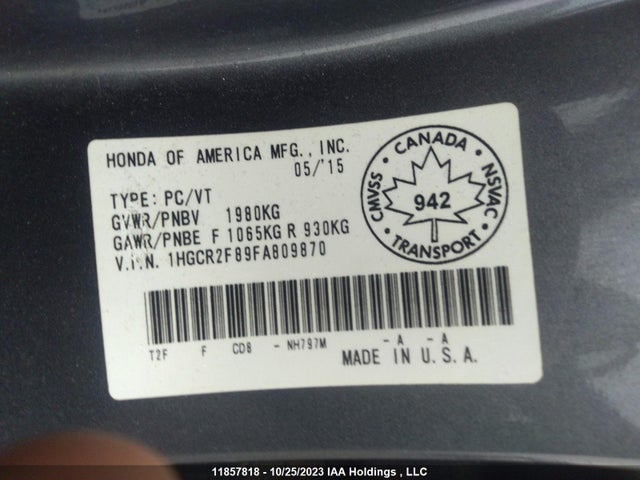 HONDA OF AMERICA MFG., INC.
05/'15
TYPE: PC/VT
GVWR/PNBV 1980KG
GAWR/PNBE F 1065KG R 930KG
V.I.N. 1HGCR2F89FA809870
CANADA
CMVSS
NSVAC
942
TRANSPORT
T2F F CD8 - NH797M - A - A
MADE IN U.S.A.
11857818 - 10/25/2023 IAA Holdings , LLC